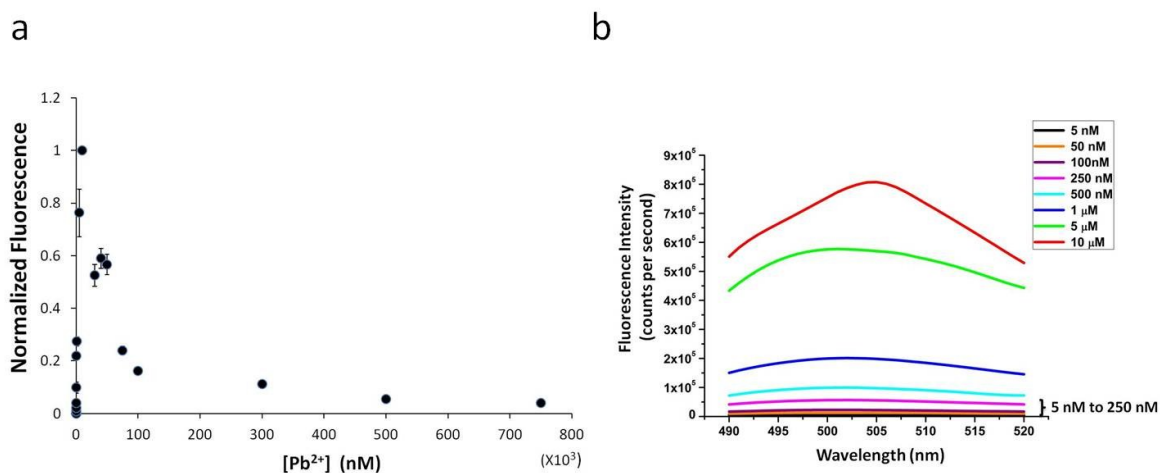 a
Normalized Fluorescence
1.2
1
0.8
0.6
0.4
0.2
0
0 100 200 300 400 500 600 700 800
[Pb²⁺] (nM)
(X10³)
b
Fluorescence Intensity
(counts per second)
9x10⁵
8x10⁵
7x10⁵
6x10⁵
5x10⁵
4x10⁵
3x10⁵
2x10⁵
1x10⁵
0
490 495 500 505 510 515 520
Wavelength (nm)
5 nM
50 nM
100nM
250 nM
500 nM
1 μM
5 μM
10 μM
} 5 nM to 250 nM